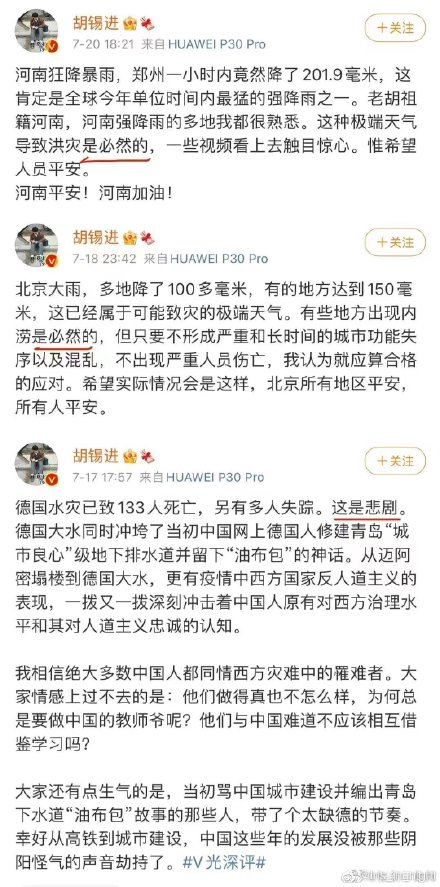 胡锡进
7-20 18:21 来自 HUAWEI P30 Pro
+关注
河南狂降暴雨，郑州一小时内竟然降了201.9毫米，这
肯定是全球今年单位时间内最猛的强降雨之一。老胡祖
籍河南，河南强降雨的多地我都很熟悉。这种极端天气
导致洪灾是必然的，一些视频看上去触目惊心。惟希望
人员平安。
河南平安！河南加油！
胡锡进
7-18 23:42 来自 HUAWEI P30 Pro
+关注
北京大雨，多地降了100多毫米，有的地方达到150毫
米，这已经属于可能致灾的极端天气。有些地方出现内
涝是必然的，但只要不形成严重和长时间的城市功能失
序以及混乱，不出现严重人员伤亡，我认为就应算合格
的应对。希望实际情况会是这样，北京所有地区平安，
所有人平安。
胡锡进
7-17 17:57 来自 HUAWEI P30 Pro
+关注
德国水灾已致133人死亡，另有多人失踪。这是悲剧。
德国大水同时冲垮了当初中国网上德国人修建青岛“城
市良心”级地下排水道并留下“油布包”的神话。从迈阿
密塌楼到德国大水，更有疫情中西方国家反人道主义的
表现，一拨又一拨深刻冲击着中国人原有对西方治理水
平和其对人道主义忠诚的认知。
我相信绝大多数中国人都同情西方灾难中的罹难者。大
家情感上过不去的是：他们做得真也不怎么样，为何总
是要做中国的教师爷呢？他们与中国难道不应该相互借
鉴学习吗？
大家还有点生气的是，当初骂中国城市建设并编出青岛
下水道“油布包”故事的那些人，带了个太缺德的节奏。
幸好从高铁到城市建设，中国这些年的发展没被那些阴
阳怪气的声音劫持了。#V光深评#